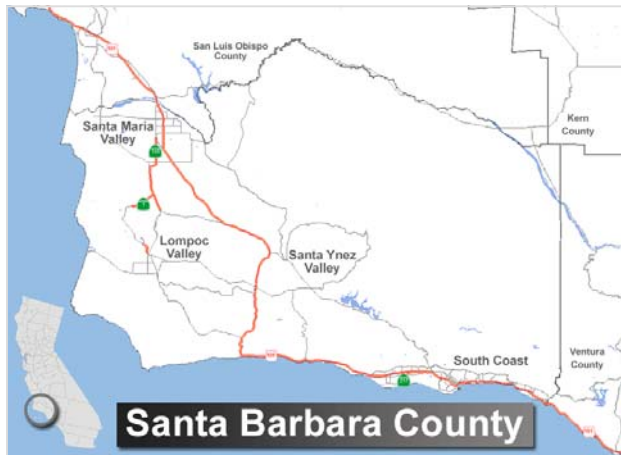 San Luis Obispo
County
Kern
County
Santa Maria
Valley
Lompoc
Valley
Santa Ynez
Valley
South Coast
Ventura
County
Santa Barbara County